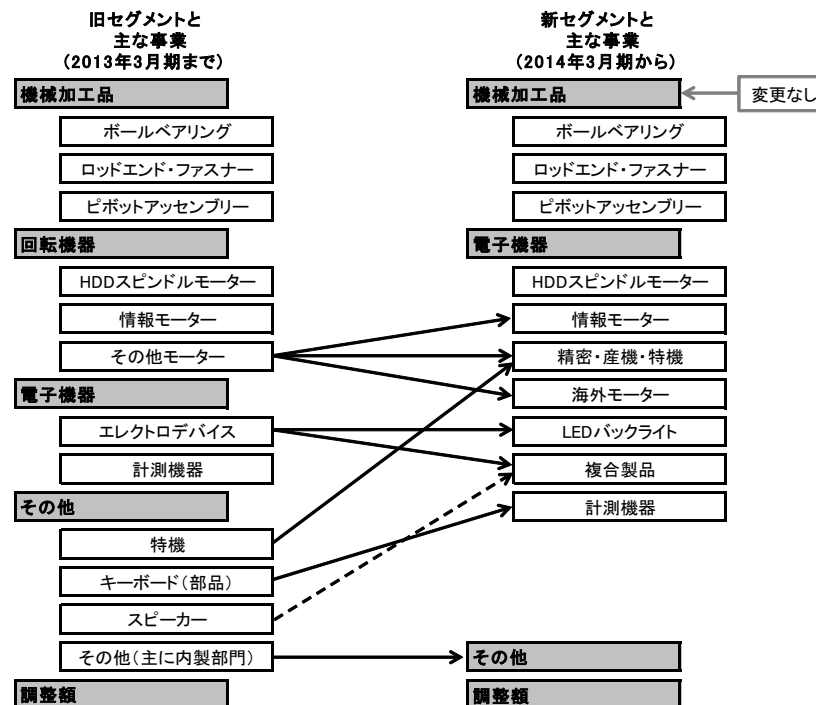 旧セグメントと
主な事業
(2013年3月期まで)
機械加工品
ボールベアリング
ロッドエンド・ファスナー
ピボットアッセンブリー
回転機器
HDDスピンドルモーター
情報モーター
その他モーター
電子機器
エレクトロデバイス
計測機器
その他
特機
キーボード(部品)
スピーカー
その他(主に内製部門)
調整額
新セグメントと
主な事業
(2014年3月期から)
機械加工品
変更なし
ボールベアリング
ロッドエンド・ファスナー
ピボットアッセンブリー
電子機器
HDDスピンドルモーター
情報モーター
精密・産機・特機
海外モーター
LEDバックライト
複合製品
計測機器
その他
調整額